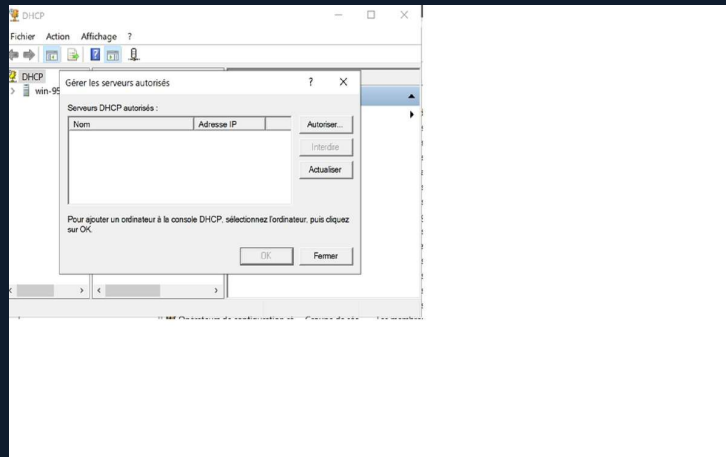 DHCP
Fichier Action Affichage ?
DHCP
win-95
Gérer les serveurs autorisés ?
Serveurs DHCP autorisés :
Nom Adresse IP
Autoriser...
Interdire
Actualiser
Pour ajouter un ordinateur à la console DHCP, sélectionnez l'ordinateur, puis cliquez
sur OK.
OK Fermer